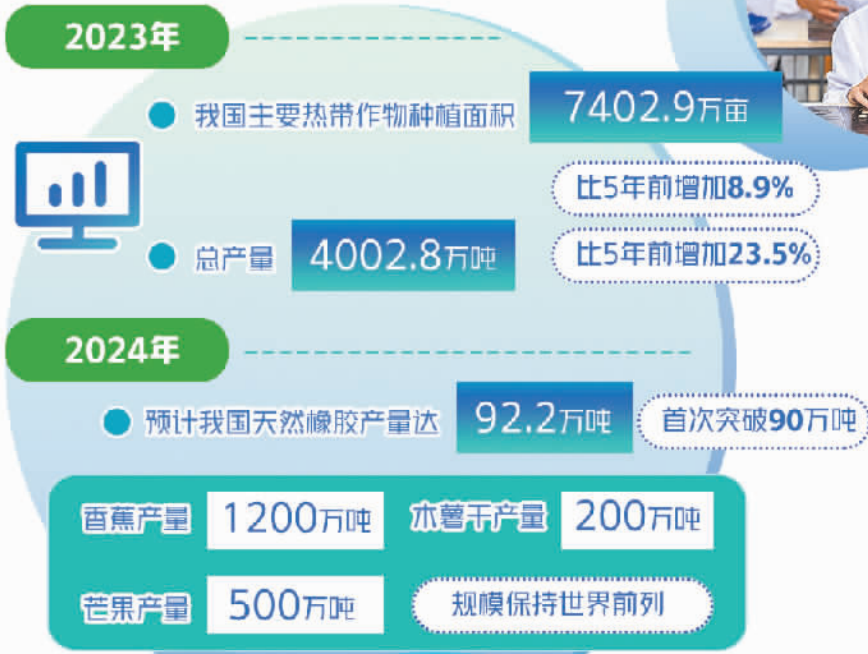 2023年
我国主要热带作物种植面积 7402.9万亩
比5年前增加8.9%
总产量 4002.8万吨 比5年前增加23.5%
2024年
预计我国天然橡胶产量达 92.2万吨 首次突破90万吨
香蕉产量 1200万吨 木薯干产量 200万吨
芒果产量 500万吨 规模保持世界前列